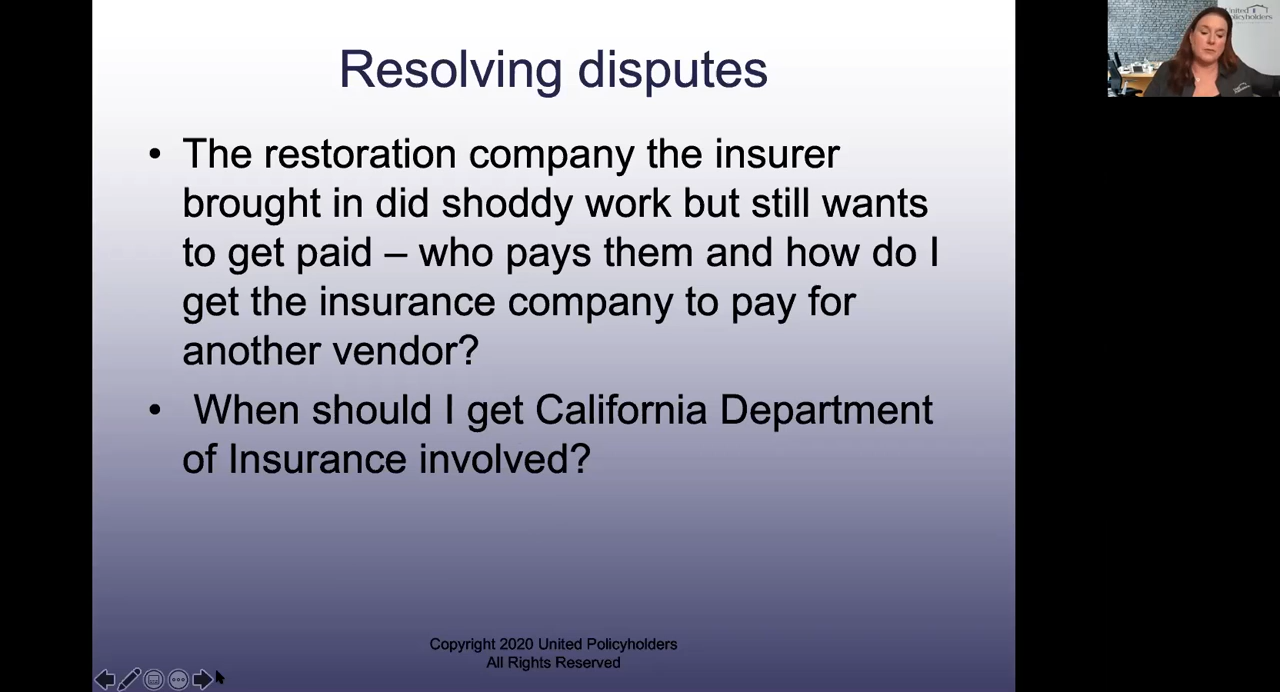 Resolving disputes
• The restoration company the insurer
brought in did shoddy work but still wants
to get paid – who pays them and how do I
get the insurance company to pay for
another vendor?
• When should I get California Department
of Insurance involved?
Copyright 2020 United Policyholders
All Rights Reserved
United
Policyholders